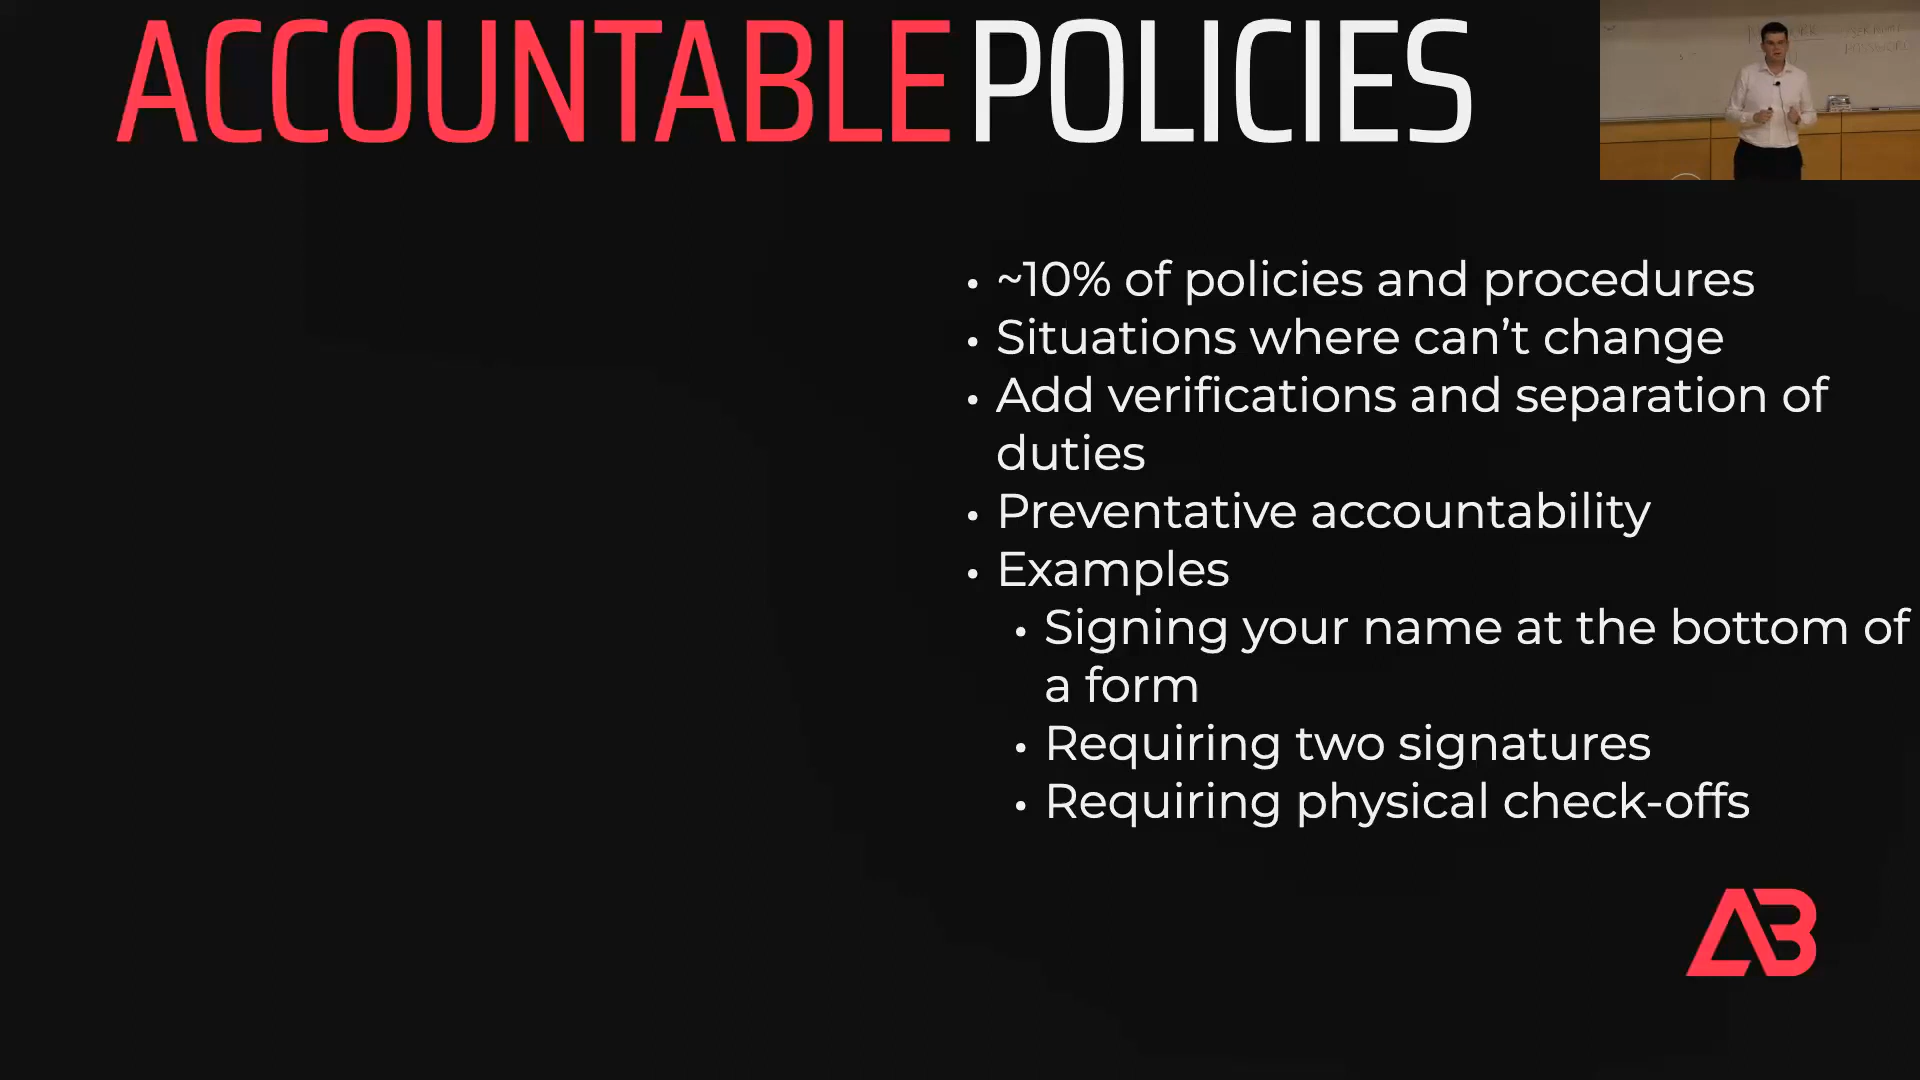 ACCOUNTABLE POLICIES
• ~10% of policies and procedures
• Situations where can’t change
• Add verifications and separation of
duties
• Preventative accountability
• Examples
• Signing your name at the bottom of
a form
• Requiring two signatures
• Requiring physical check-offs
AB